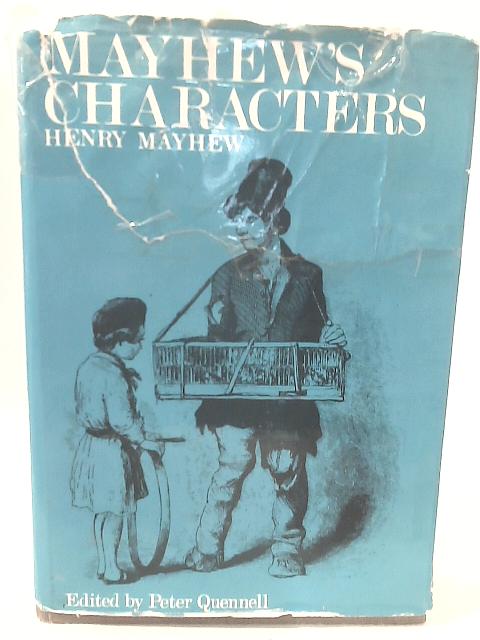 MAYHEW'S
CHARACTERS
HENRY MAYHEW
Edited by Peter Quennell